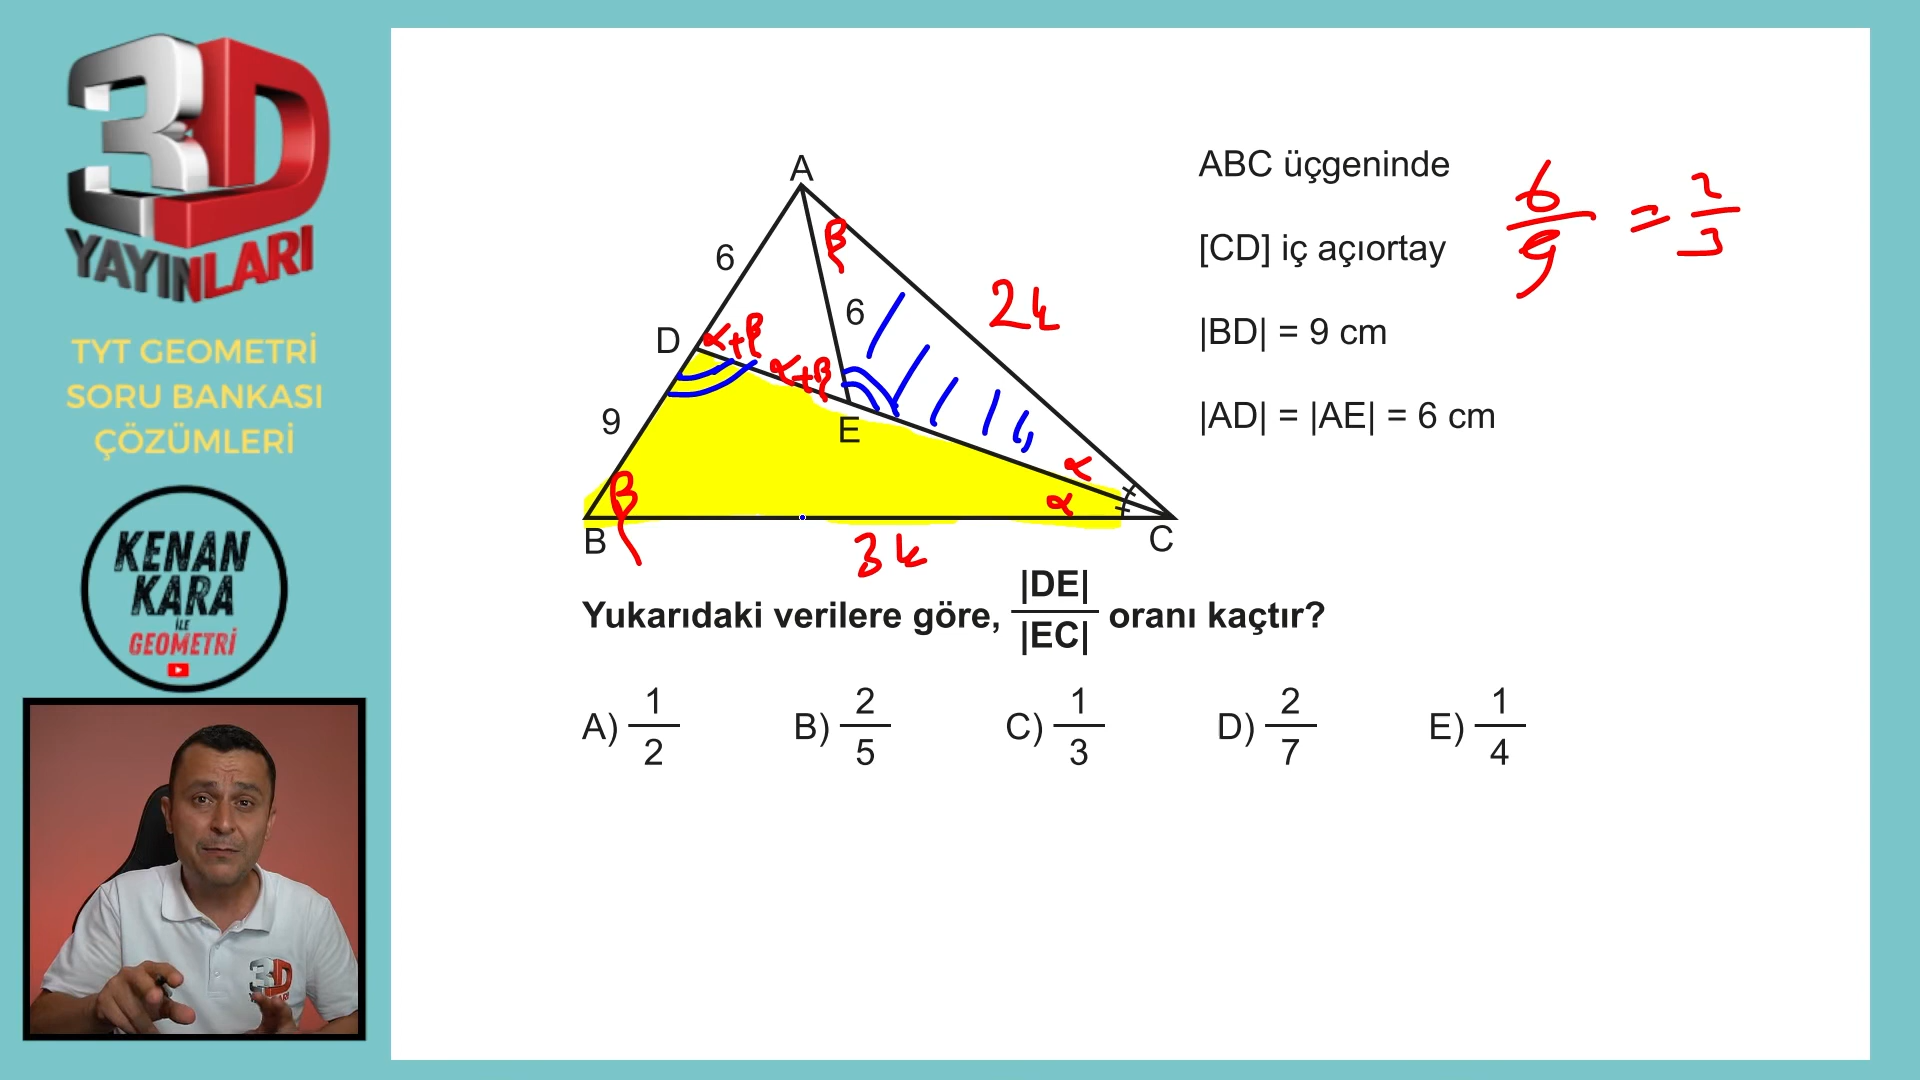 3D
YAYINLARI
TYT GEOMETRİ
SORU BANKASI
ÇÖZÜMLERİ
KENAN
KARA
İLE
GEOMETRİ
3D
A
6
β
6
2k
D
α+β
α+β
9
E
α
α
β
B
C
3k
ABC üçgeninde
[CD] iç açıortay
|BD| = 9 cm
|AD| = |AE| = 6 cm
6/9 = 2/3
Yukarıdaki verilere göre, |DE|/|EC| oranı kaçtır?
A) 1/2 B) 2/5 C) 1/3 D) 2/7 E) 1/4